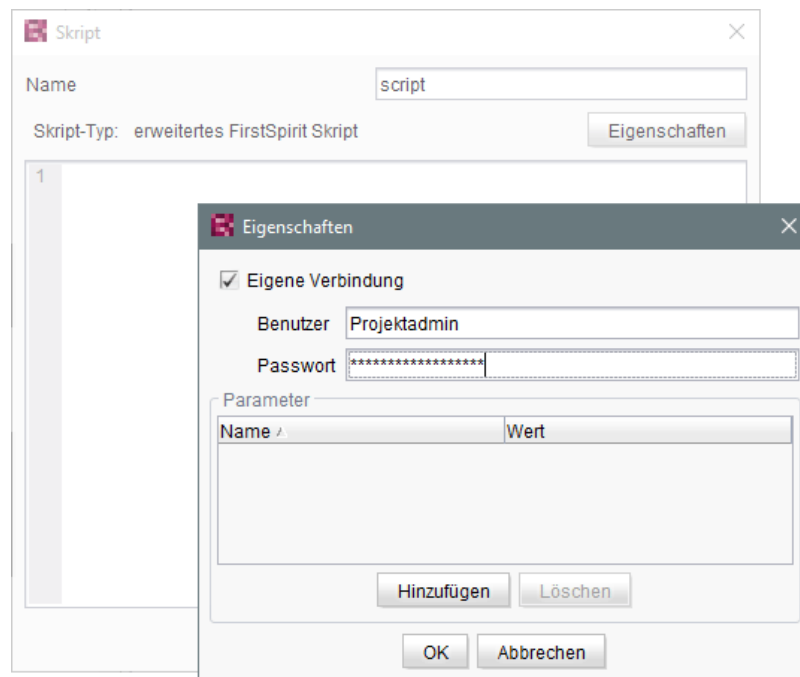 Skript
Name script
Skript-Typ: erweitertes FirstSpirit Skript Eigenschaften
1
Eigenschaften
Eigene Verbindung
Benutzer Projektadmin
Passwort ******************
Parameter
Name Wert
Hinzufügen Löschen
OK Abbrechen